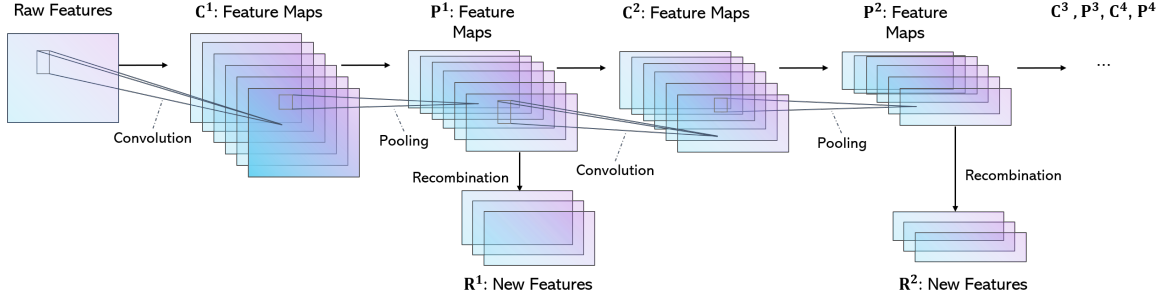 Raw Features
C¹: Feature Maps
P¹: Feature
Maps
C²: Feature Maps
P²: Feature
Maps
C³ , P³, C⁴, P⁴
...
Convolution
Pooling
Convolution
Pooling
Recombination
Recombination
R¹: New Features
R²: New Features